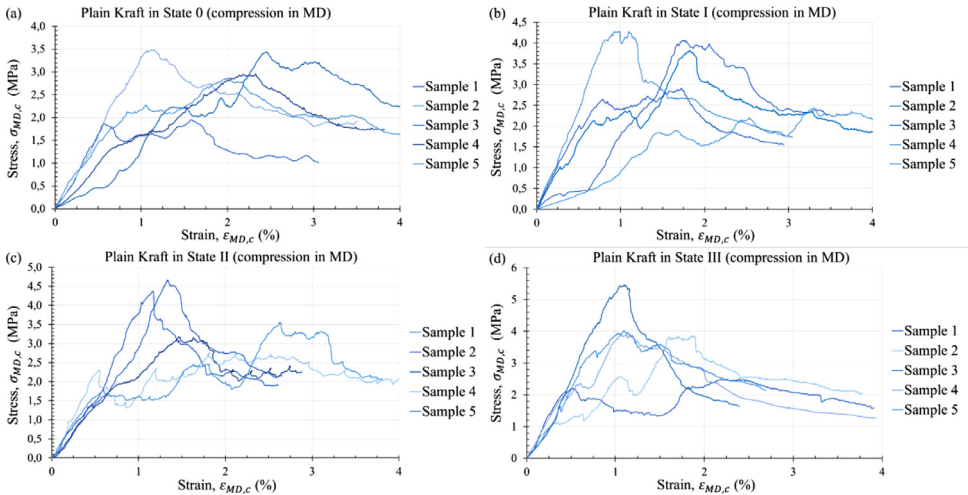 (a)
Plain Kraft in State 0 (compression in MD)
4,0
3,5
3,0
2,5
2,0
1,5
1,0
0,5
0,0
Stress, σMD,c (MPa)
0 1 2 3 4
Strain, εMD,c (%)
Sample 1
Sample 2
Sample 3
Sample 4
Sample 5
(b)
Plain Kraft in State I (compression in MD)
4,5
4,0
3,5
3,0
2,5
2,0
1,5
1,0
0,5
0,0
Stress, σMD,c (MPa)
0 1 2 3 4
Strain, εMD,c (%)
Sample 1
Sample 2
Sample 3
Sample 4
Sample 5
(c)
Plain Kraft in State II (compression in MD)
5,0
4,5
4,0
3,5
3,0
2,5
2,0
1,5
1,0
0,5
0,0
Stress, σMD,c (MPa)
0 1 2 3 4
Strain, εMD,c (%)
Sample 1
Sample 2
Sample 3
Sample 4
Sample 5
(d)
Plain Kraft in State III (compression in MD)
6
5
4
3
2
1
0
Stress, σMD,c (MPa)
0 1 2 3 4
Strain, εMD,c (%)
Sample 1
Sample 2
Sample 3
Sample 4
Sample 5